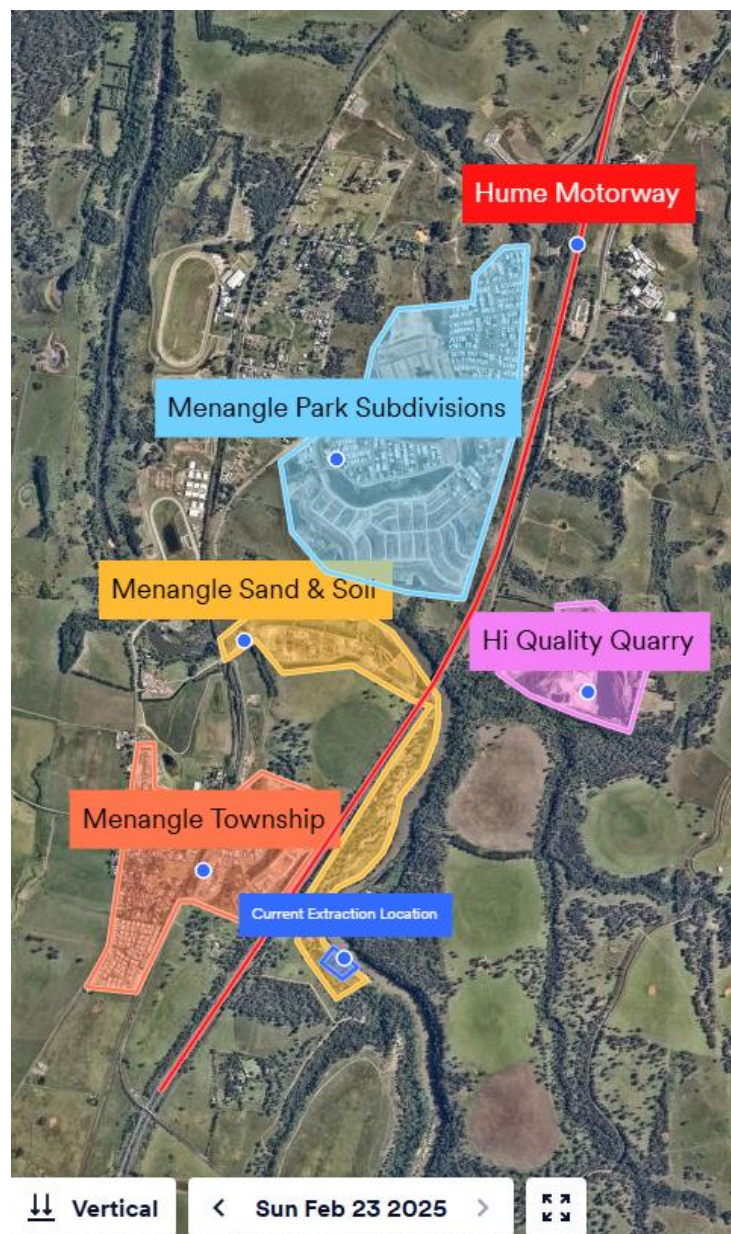 Hume Motorway
Menangle Park Subdivisions
Menangle Sand & Soil
Hi Quality Quarry
Menangle Township
Current Extraction Location
Vertical
Sun Feb 23 2025